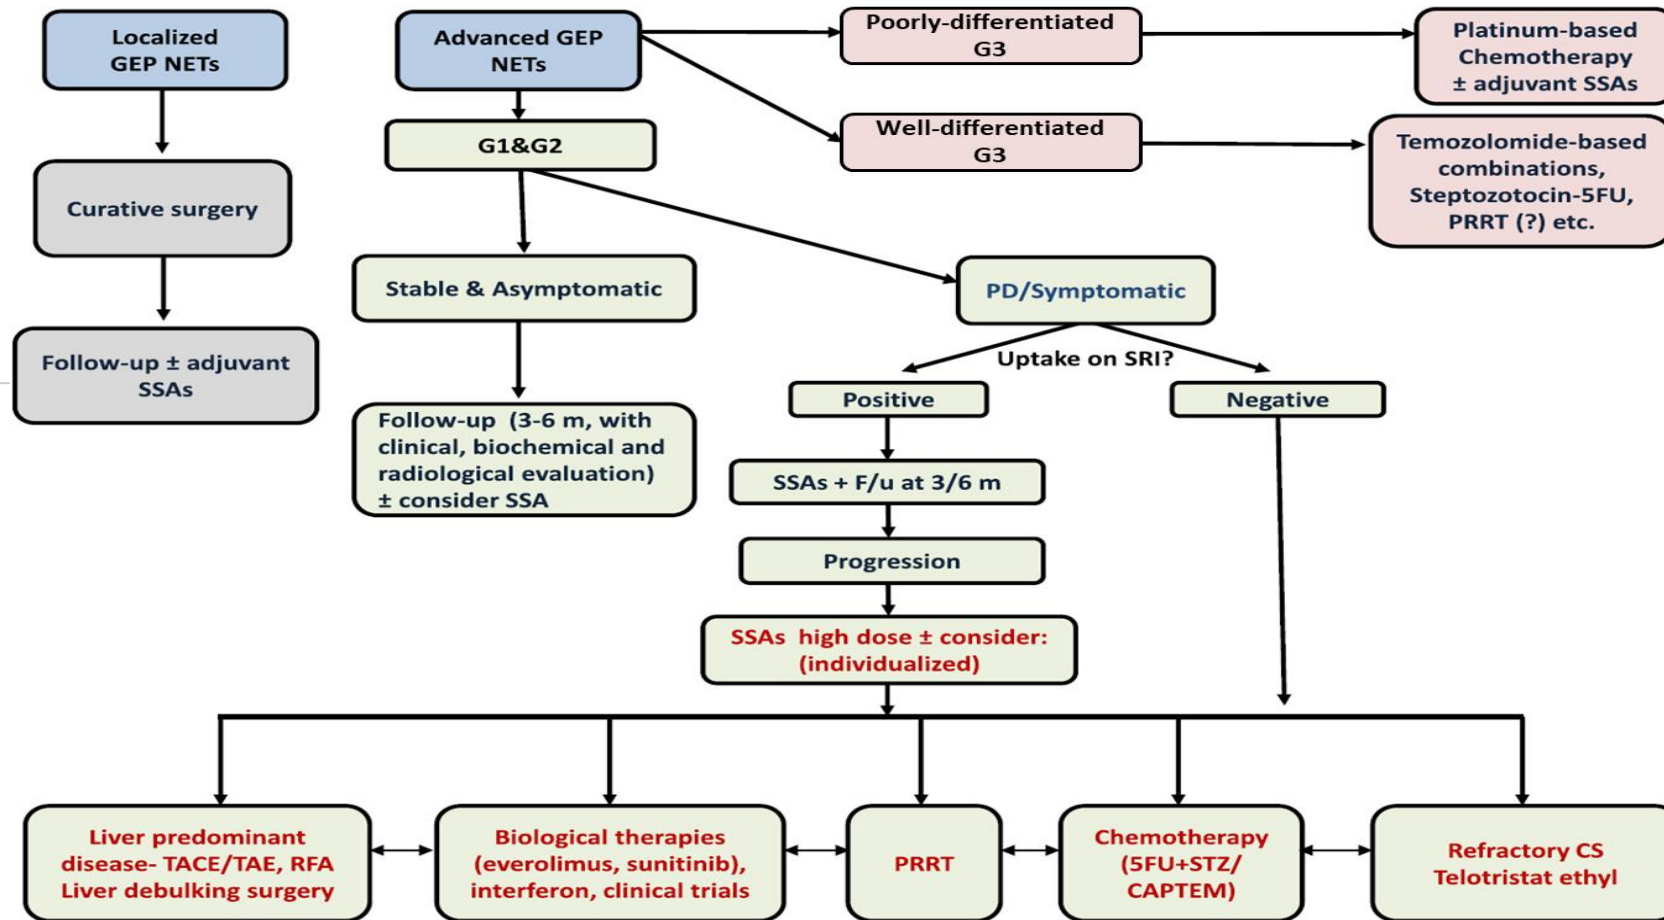 Localized
GEP NETs
Curative surgery
Follow-up ± adjuvant
SSAs
Advanced GEP
NETs
G1&G2
Stable & Asymptomatic
Follow-up (3-6 m, with
clinical, biochemical and
radiological evaluation)
± consider SSA
Poorly-differentiated
G3
Platinum-based
Chemotherapy
± adjuvant SSAs
Well-differentiated
G3
Temozolomide-based
combinations,
Steptozotocin-5FU,
PRRT (?) etc.
PD/Symptomatic
Uptake on SRI?
Positive
Negative
SSAs + F/u at 3/6 m
Progression
SSAs high dose ± consider:
(individualized)
Liver predominant
disease- TACE/TAE, RFA
Liver debulking surgery
Biological therapies
(everolimus, sunitinib),
interferon, clinical trials
PRRT
Chemotherapy
(5FU+STZ/
CAPTEM)
Refractory CS
Telotristat ethyl